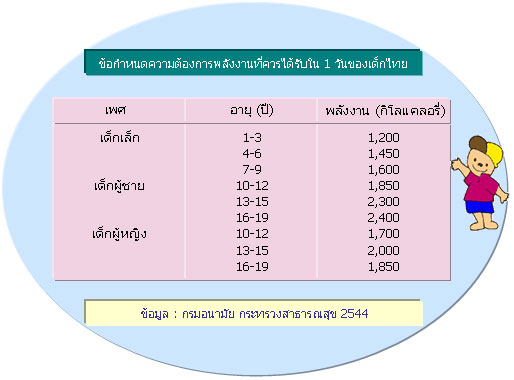 ข้อกำหนดความต้องการพลังงานที่ควรได้รับใน 1 วันของเด็กไทย
เพศ อายุ (ปี) พลังงาน (กิโลแคลอรี่)
เด็กเล็ก 1-3 1,200
4-6 1,450
7-9 1,600
เด็กผู้ชาย 10-12 1,850
13-15 2,300
16-19 2,400
เด็กผู้หญิง 10-12 1,700
13-15 2,000
16-19 1,850
ข้อมูล : กรมอนามัย กระทรวงสาธารณสุข 2544